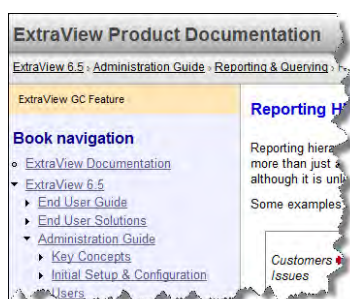 ExtraView Product Documentation
ExtraView 6.5 » Administration Guide » Reporting & Querying »
ExtraView GC Feature
Reporting
Book navigation
Reporting
ExtraView Documentation
more than just a
ExtraView 6.5
although it is
End User Guide
Some examples
End User Solutions
Administration Guide
Key Concepts
Customers
Initial Setup & Configuration
Issues
Users